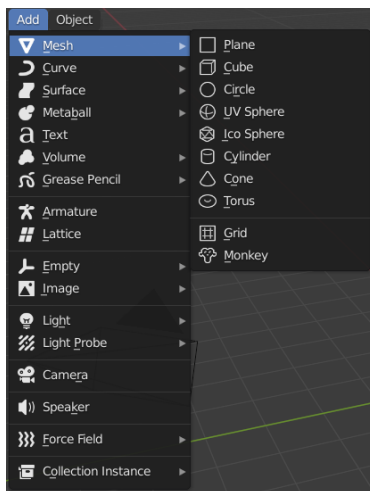 Add Object
Mesh
Curve
Surface
Metaball
Text
Volume
Grease Pencil
Armature
Lattice
Empty
Image
Light
Light Probe
Camera
Speaker
Force Field
Collection Instance
Plane
Cube
Circle
UV Sphere
Ico Sphere
Cylinder
Cone
Torus
Grid
Monkey